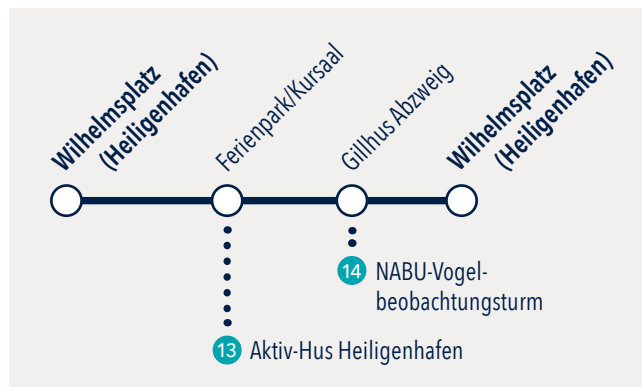 Wilhelmsplatz
(Heiligenhafen)
Ferienpark/Kursaal
Gillhus Abzweig
Wilhelmsplatz
(Heiligenhafen)
14 NABU-Vogel-
beobachtungsturm
13 Aktiv-Hus Heiligenhafen